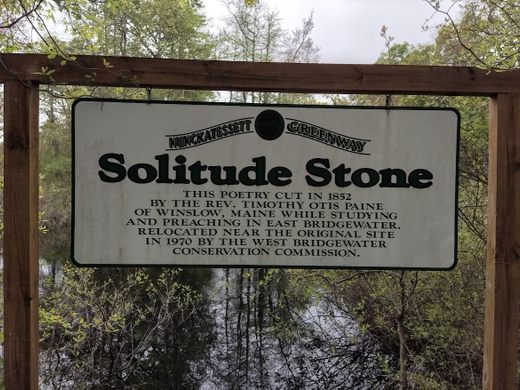 NUNCKATESSETT GREENWAY
Solitude Stone
THIS POETRY CUT IN 1852
BY THE REV. TIMOTHY OTIS PAINE
OF WINSLOW, MAINE WHILE STUDYING
AND PREACHING IN EAST BRIDGEWATER.
RELOCATED NEAR THE ORIGINAL SITE
IN 1970 BY THE WEST BRIDGEWATER
CONSERVATION COMMISSION.